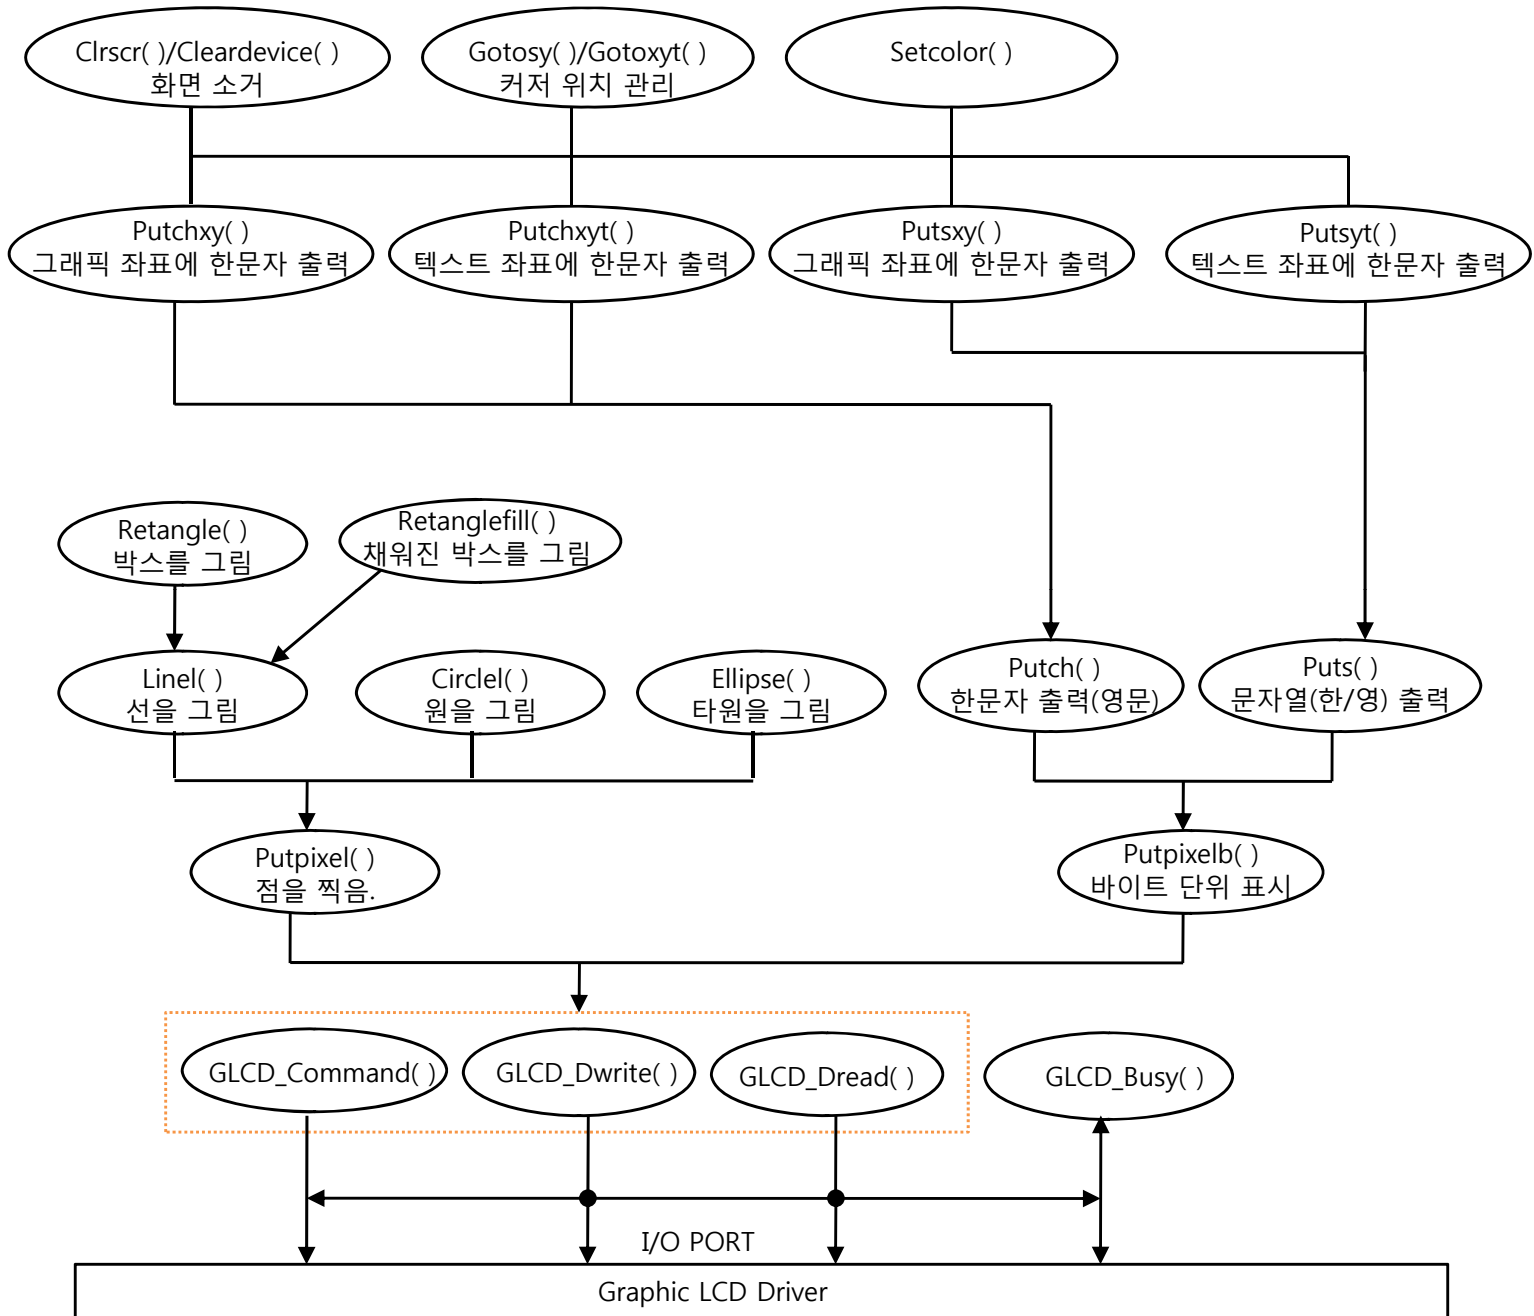 Clrscr( )/Cleardevice( )
화면 소거
Gotosy( )/Gotoxyt( )
커저 위치 관리
Setcolor( )
Putchxy( )
그래픽 좌표에 한문자 출력
Putchxyt( )
텍스트 좌표에 한문자 출력
Putsxy( )
그래픽 좌표에 한문자 출력
Putsyt( )
텍스트 좌표에 한문자 출력
Retangle( )
박스를 그림
Retanglefill( )
채워진 박스를 그림
Linel( )
선을 그림
Circlel( )
원을 그림
Ellipse( )
타원을 그림
Putch( )
한문자 출력(영문)
Puts( )
문자열(한/영) 출력
Putpixel( )
점을 찍음.
Putpixelb( )
바이트 단위 표시
GLCD_Command( )
GLCD_Dwrite( )
GLCD_Dread( )
GLCD_Busy( )
I/O PORT
Graphic LCD Driver